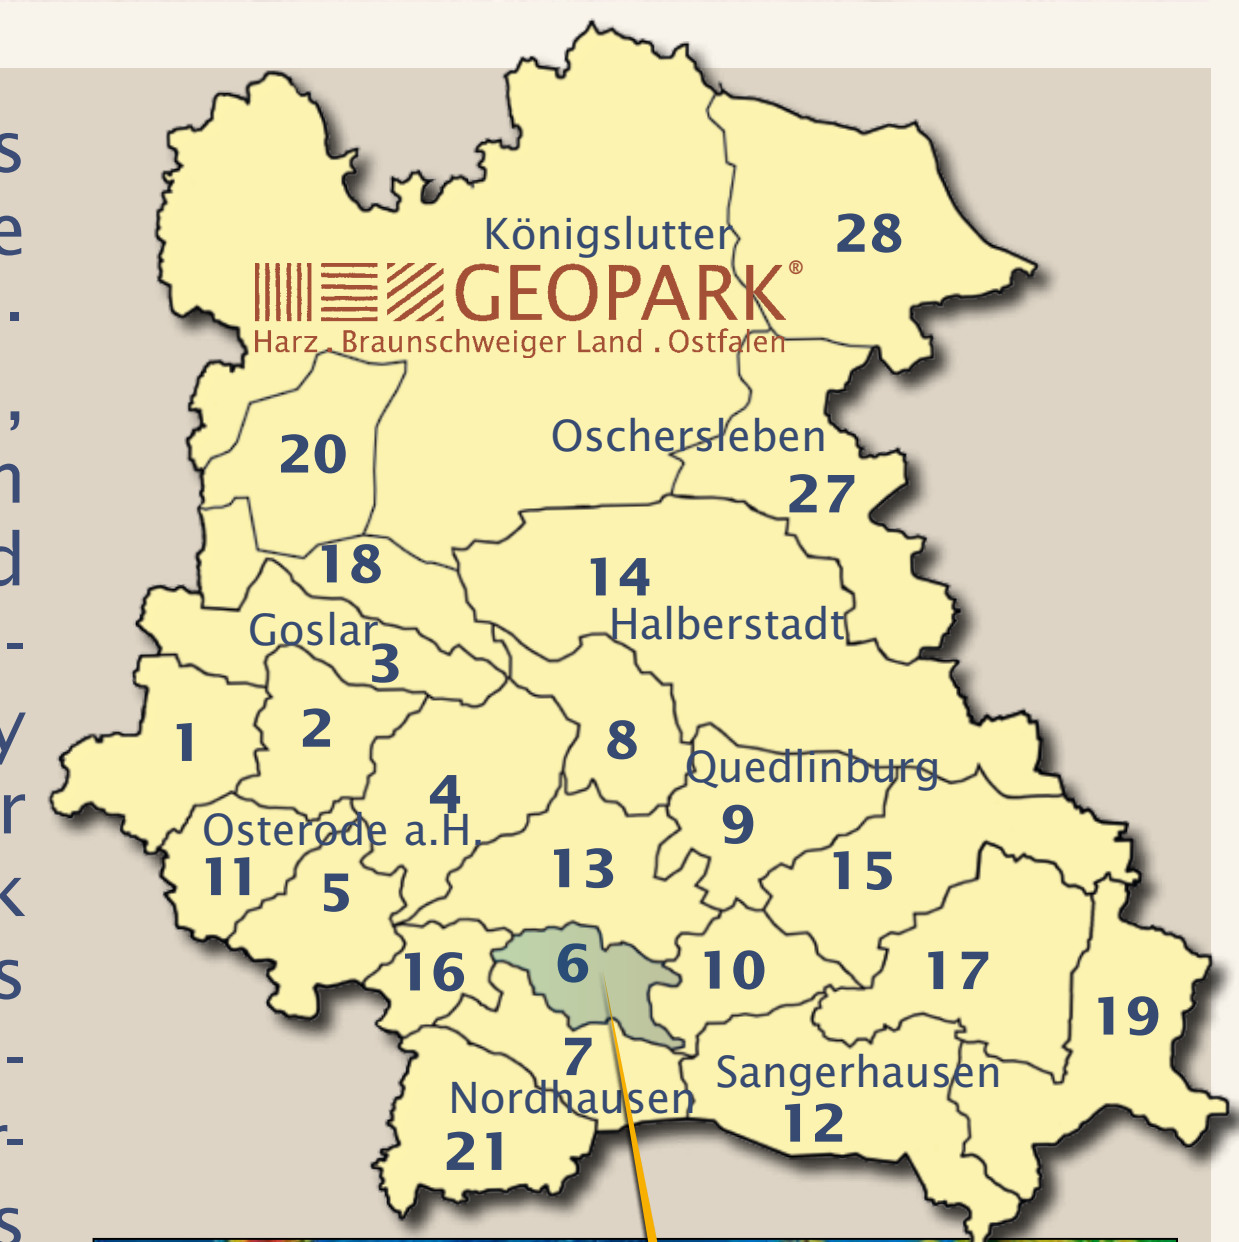 s
e
.
,
n
d
-
y
r
k
s
-
r-
s
Königslutter
28
GEOPARK®
Harz . Braunschweiger Land . Ostfalen
20
Oschersleben
27
18
14
Halberstadt
Goslar
3
1
2
8
Quedlinburg
4
9
Osterode a.H.
11
5
13
15
16
6
10
17
19
7
Sangerhausen
Nordhausen
12
21